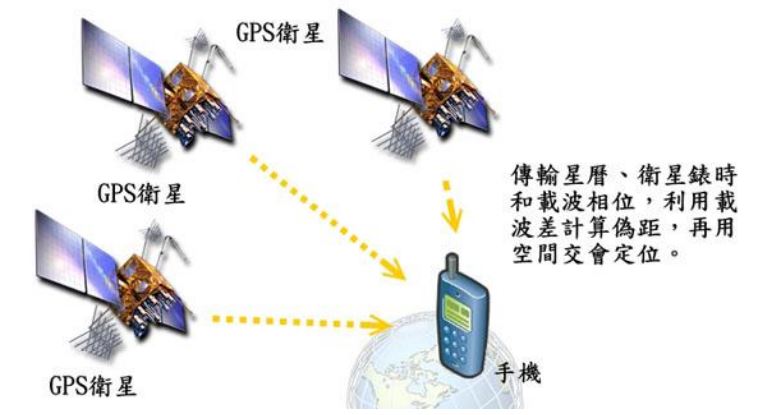 GPS衛星
GPS衛星
傳輸星曆、衛星錶時
和載波相位，利用載
波差計算偽距，再用
空間交會定位。
手機
GPS衛星